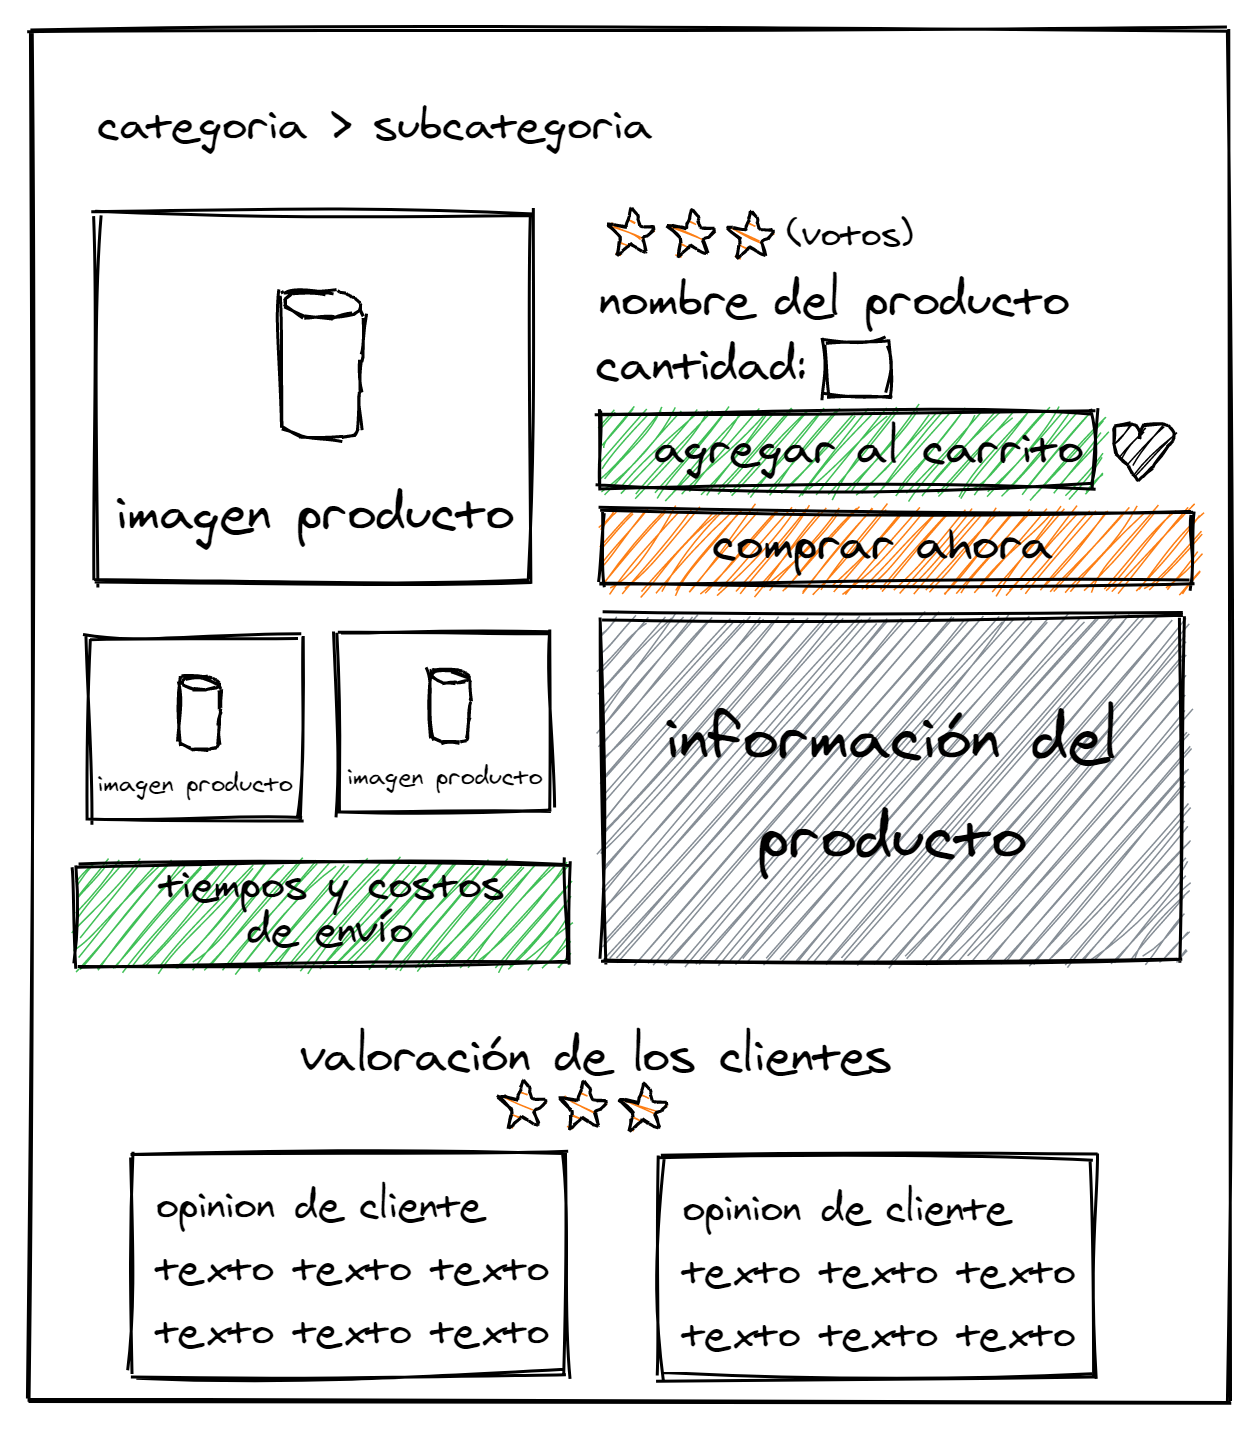 categoria > subcategoria
imagen producto
imagen producto
imagen producto
tiempos y costos
de envío
(votos)
nombre del producto
cantidad:
agregar al carrito
comprar ahora
información del
producto
valoración de los clientes
opinion de cliente
texto texto texto
texto texto texto
opinion de cliente
texto texto texto
texto texto texto